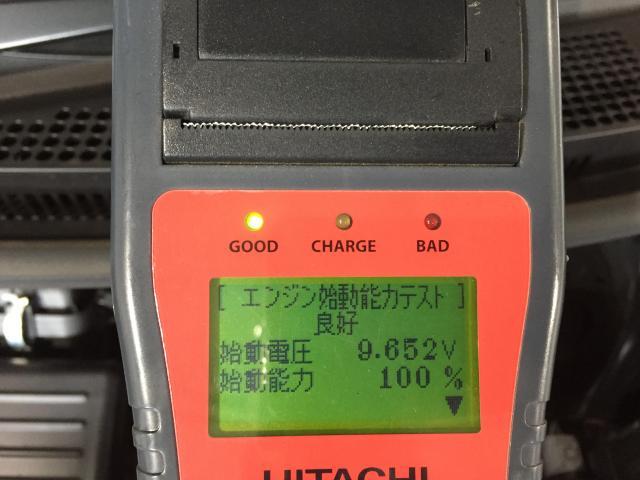 GOOD CHARGE BAD
[ エンジン始動能力テスト ]
良好
始動電圧 9.652V
始動能力 100 %
▼
HITACHI